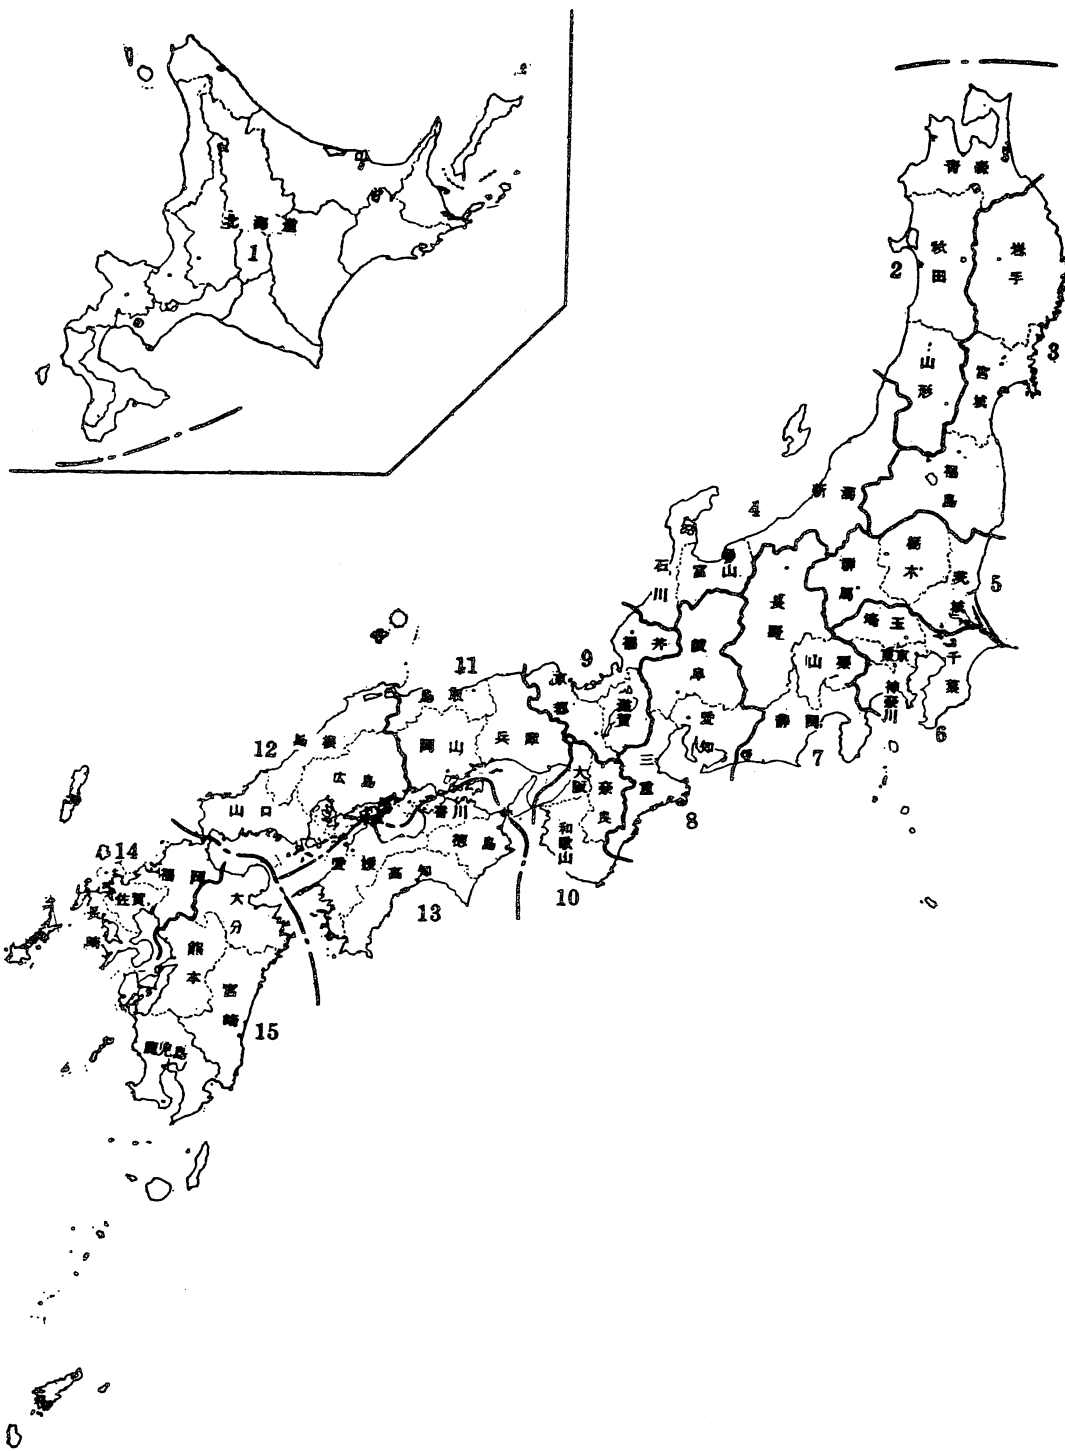 北海道
1
青森
秋田
2
岩手
3
山形
宮城
福島
新潟
4
富山
石川
福井
栃木
群馬
茨城
5
埼玉
東京
千葉
神奈川
6
長野
山梨
岐阜
静岡
7
愛知
三重
8
滋賀
京都
9
兵庫
大阪
奈良
和歌山
10
鳥取
11
岡山
島根
12
広島
山口
香川
徳島
愛媛
高知
13
福岡
14
佐賀
長崎
大分
熊本
宮崎
15
鹿児島